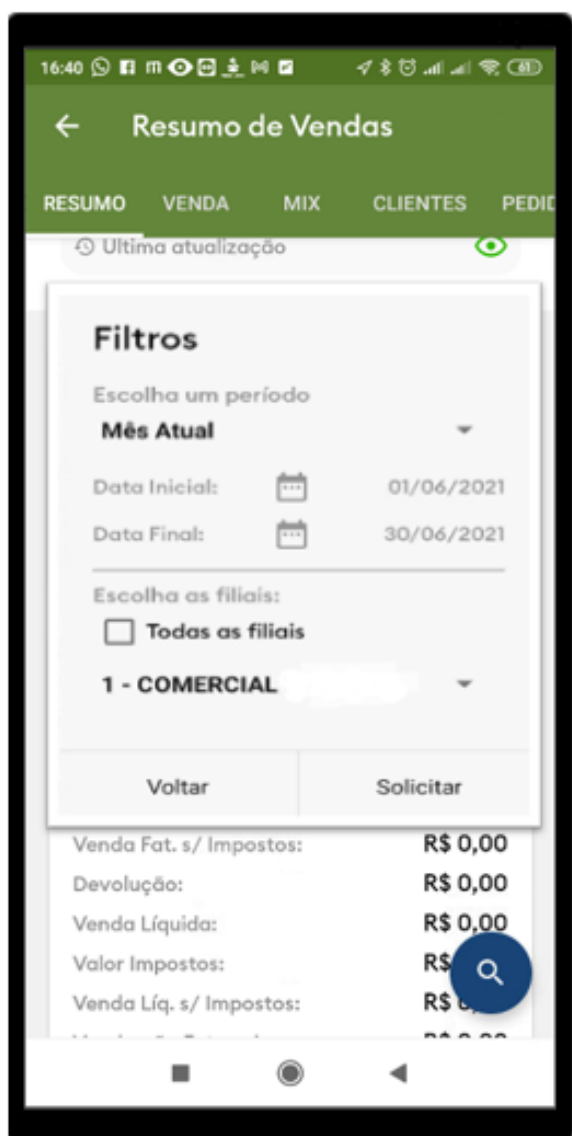 16:40
61
Resumo de Vendas
RESUMO VENDA MIX CLIENTES PEDID
Ultima atualização
Filtros
Escolha um período
Mês Atual
Data Inicial: 01/06/2021
Data Final: 30/06/2021
Escolha as filiais:
Todas as filiais
1 - COMERCIAL
Voltar Solicitar
Venda Fat. s/ Impostos: R$ 0,00
Devolução: R$ 0,00
Venda Líquida: R$ 0,00
Valor Impostos: R$
Venda Líq. s/ Impostos: R$